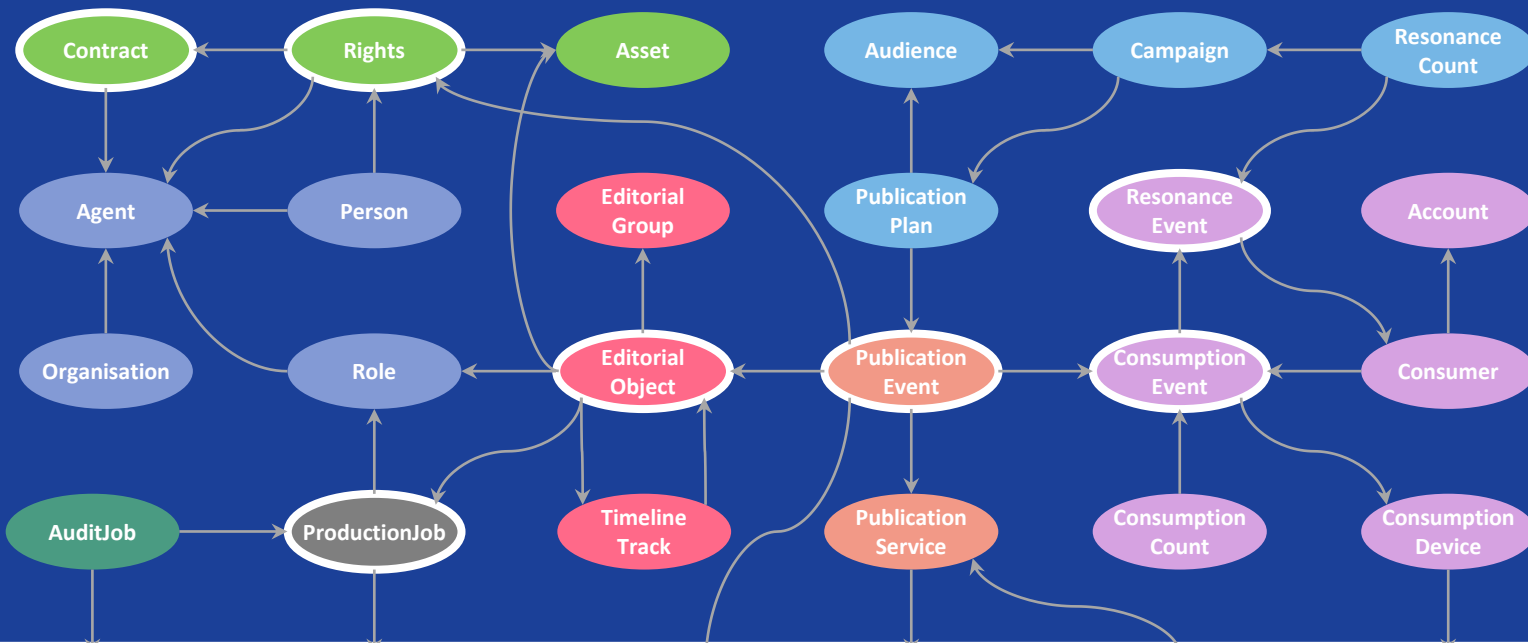 Contract
Rights
Asset
Audience
Campaign
Resonance
Count
Agent
Person
Editorial
Group
Publication
Plan
Resonance
Event
Account
Organisation
Role
Editorial
Object
Publication
Event
Consumption
Event
Consumer
AuditJob
ProductionJob
Timeline
Track
Publication
Service
Consumption
Count
Consumption
Device